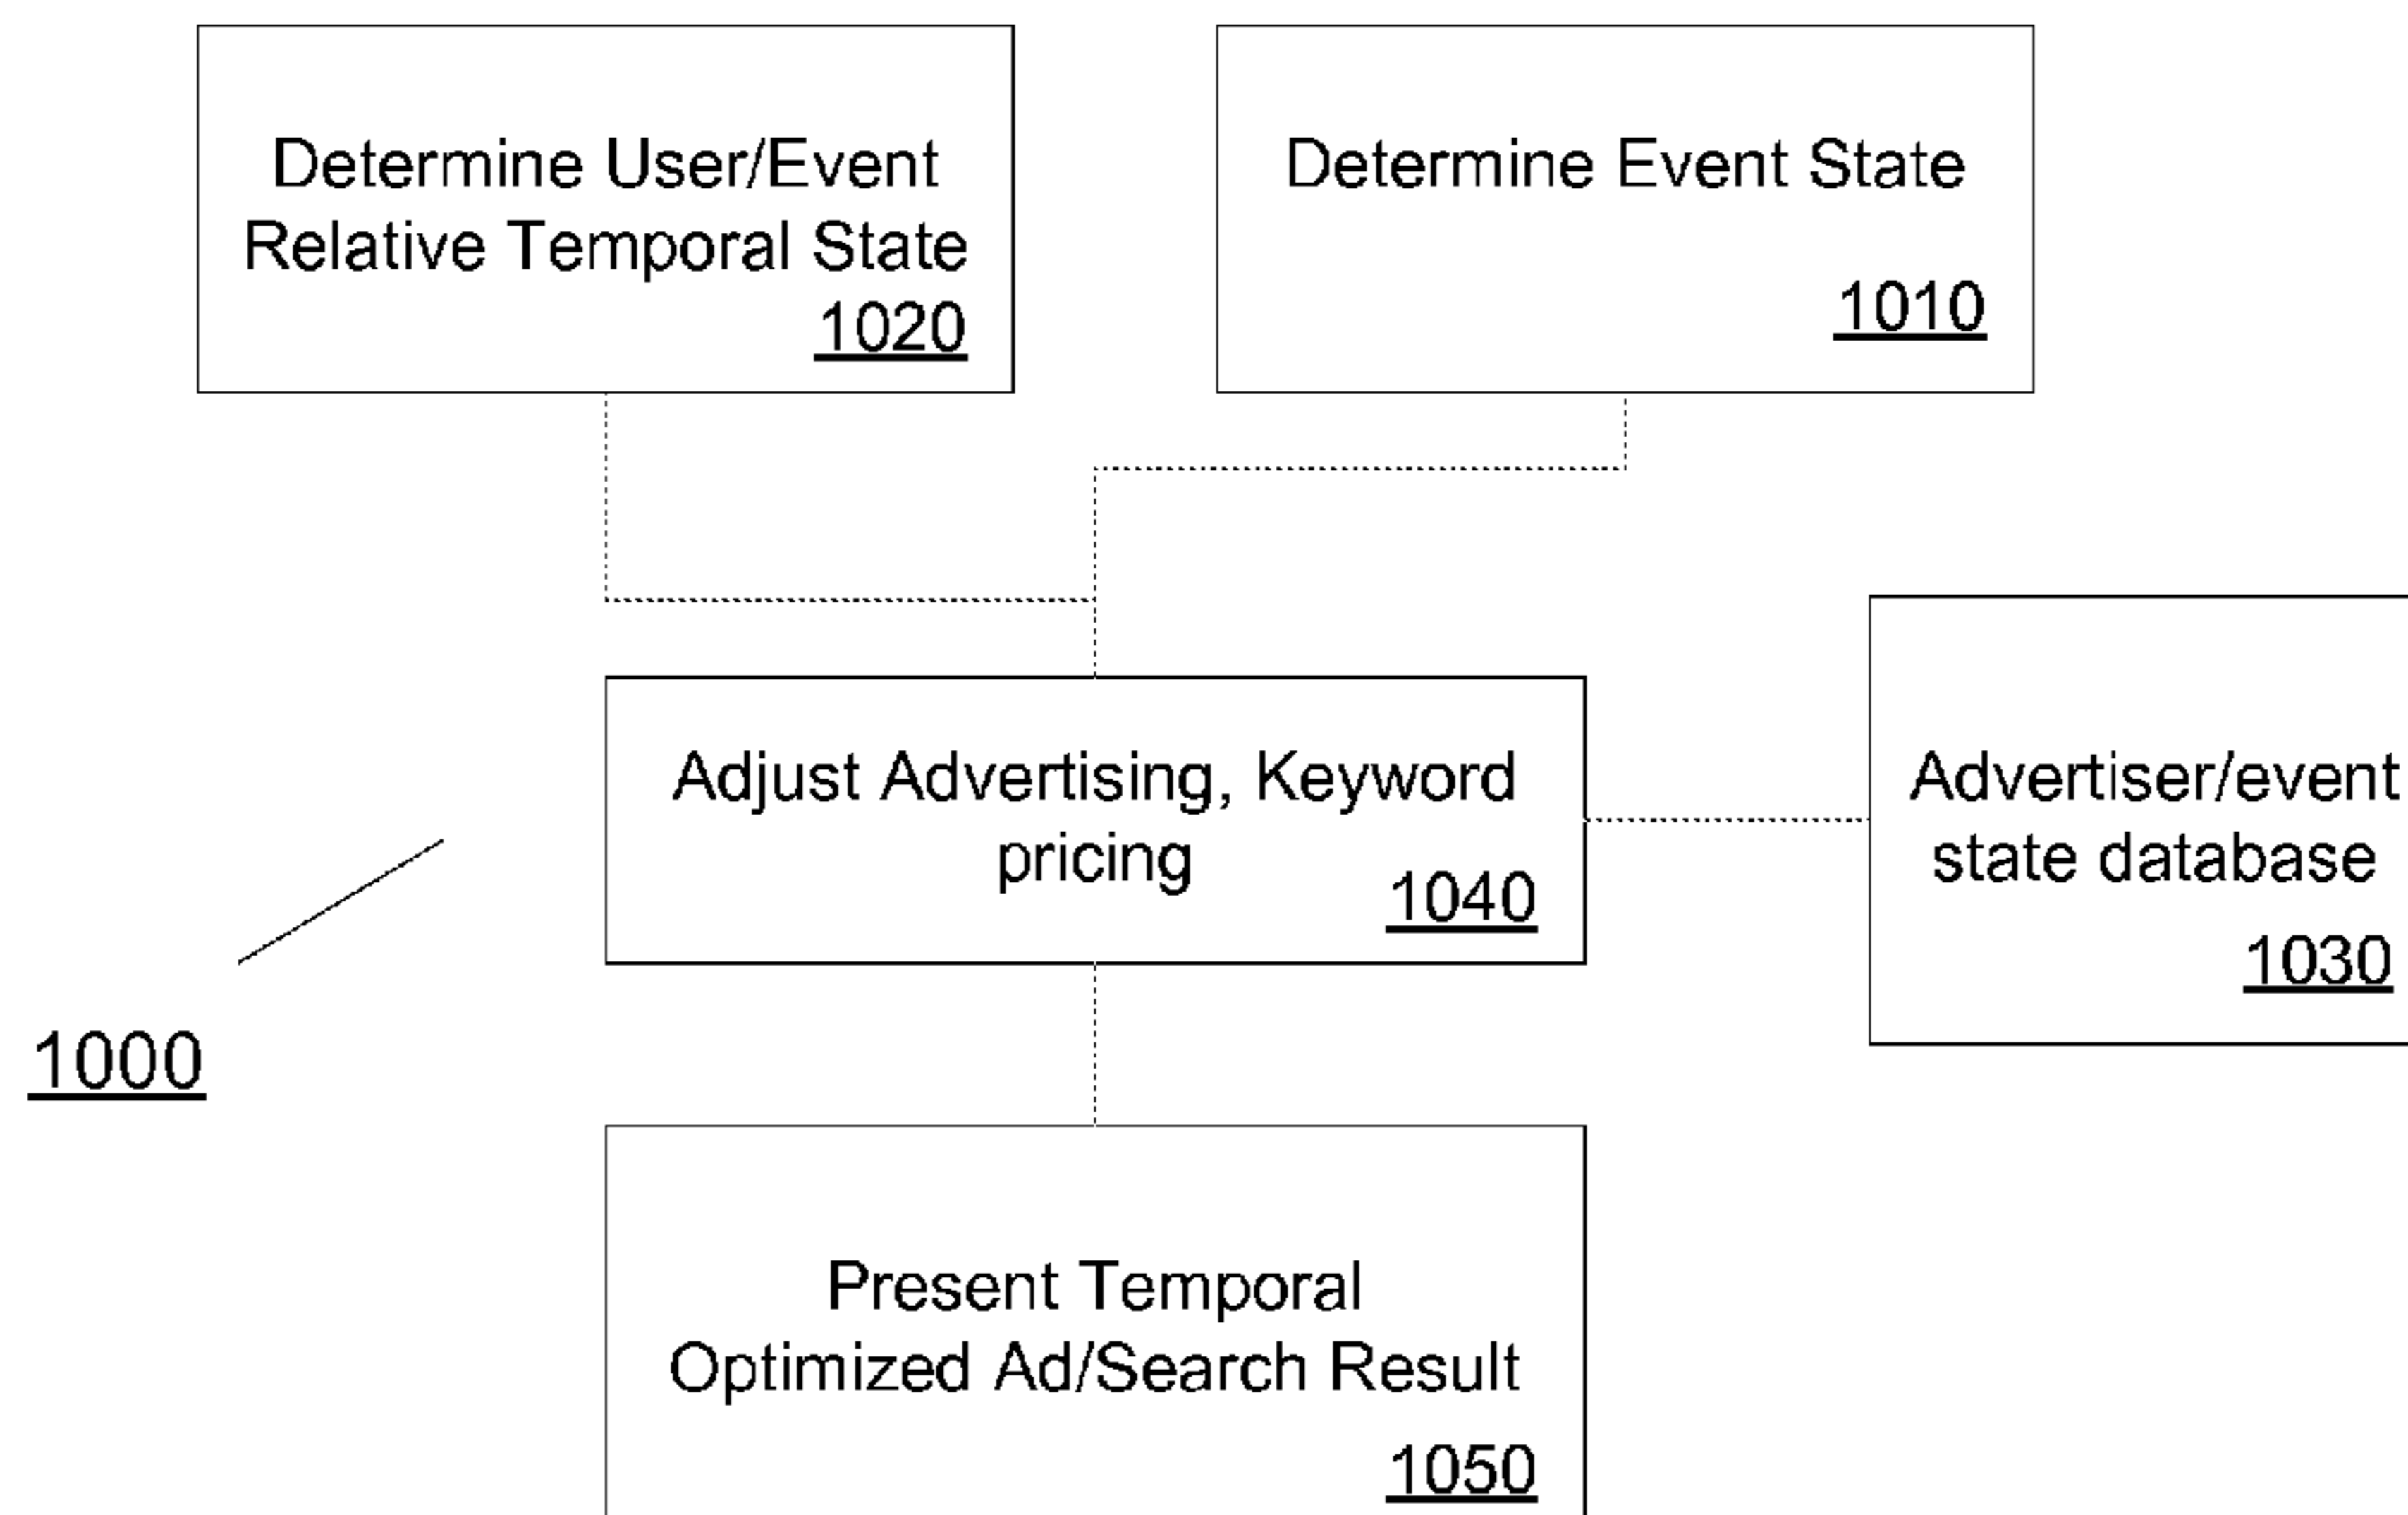 Determine User/Event
Relative Temporal State
1020
Determine Event State
1010
Adjust Advertising, Keyword
pricing
1040
Advertiser/event
state database
1030
1000
Present Temporal
Optimized Ad/Search Result
1050